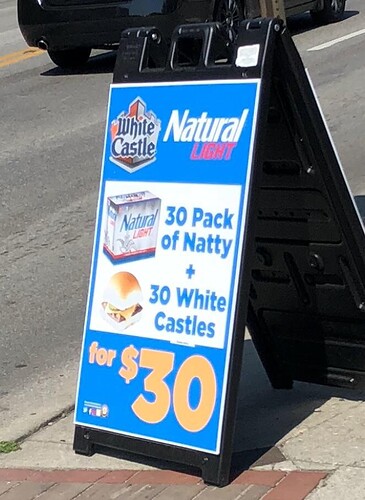 White
Castle
Natural
LIGHT
Natural
LIGHT
30 Pack
of Natty
+
30 White
Castles
for $30